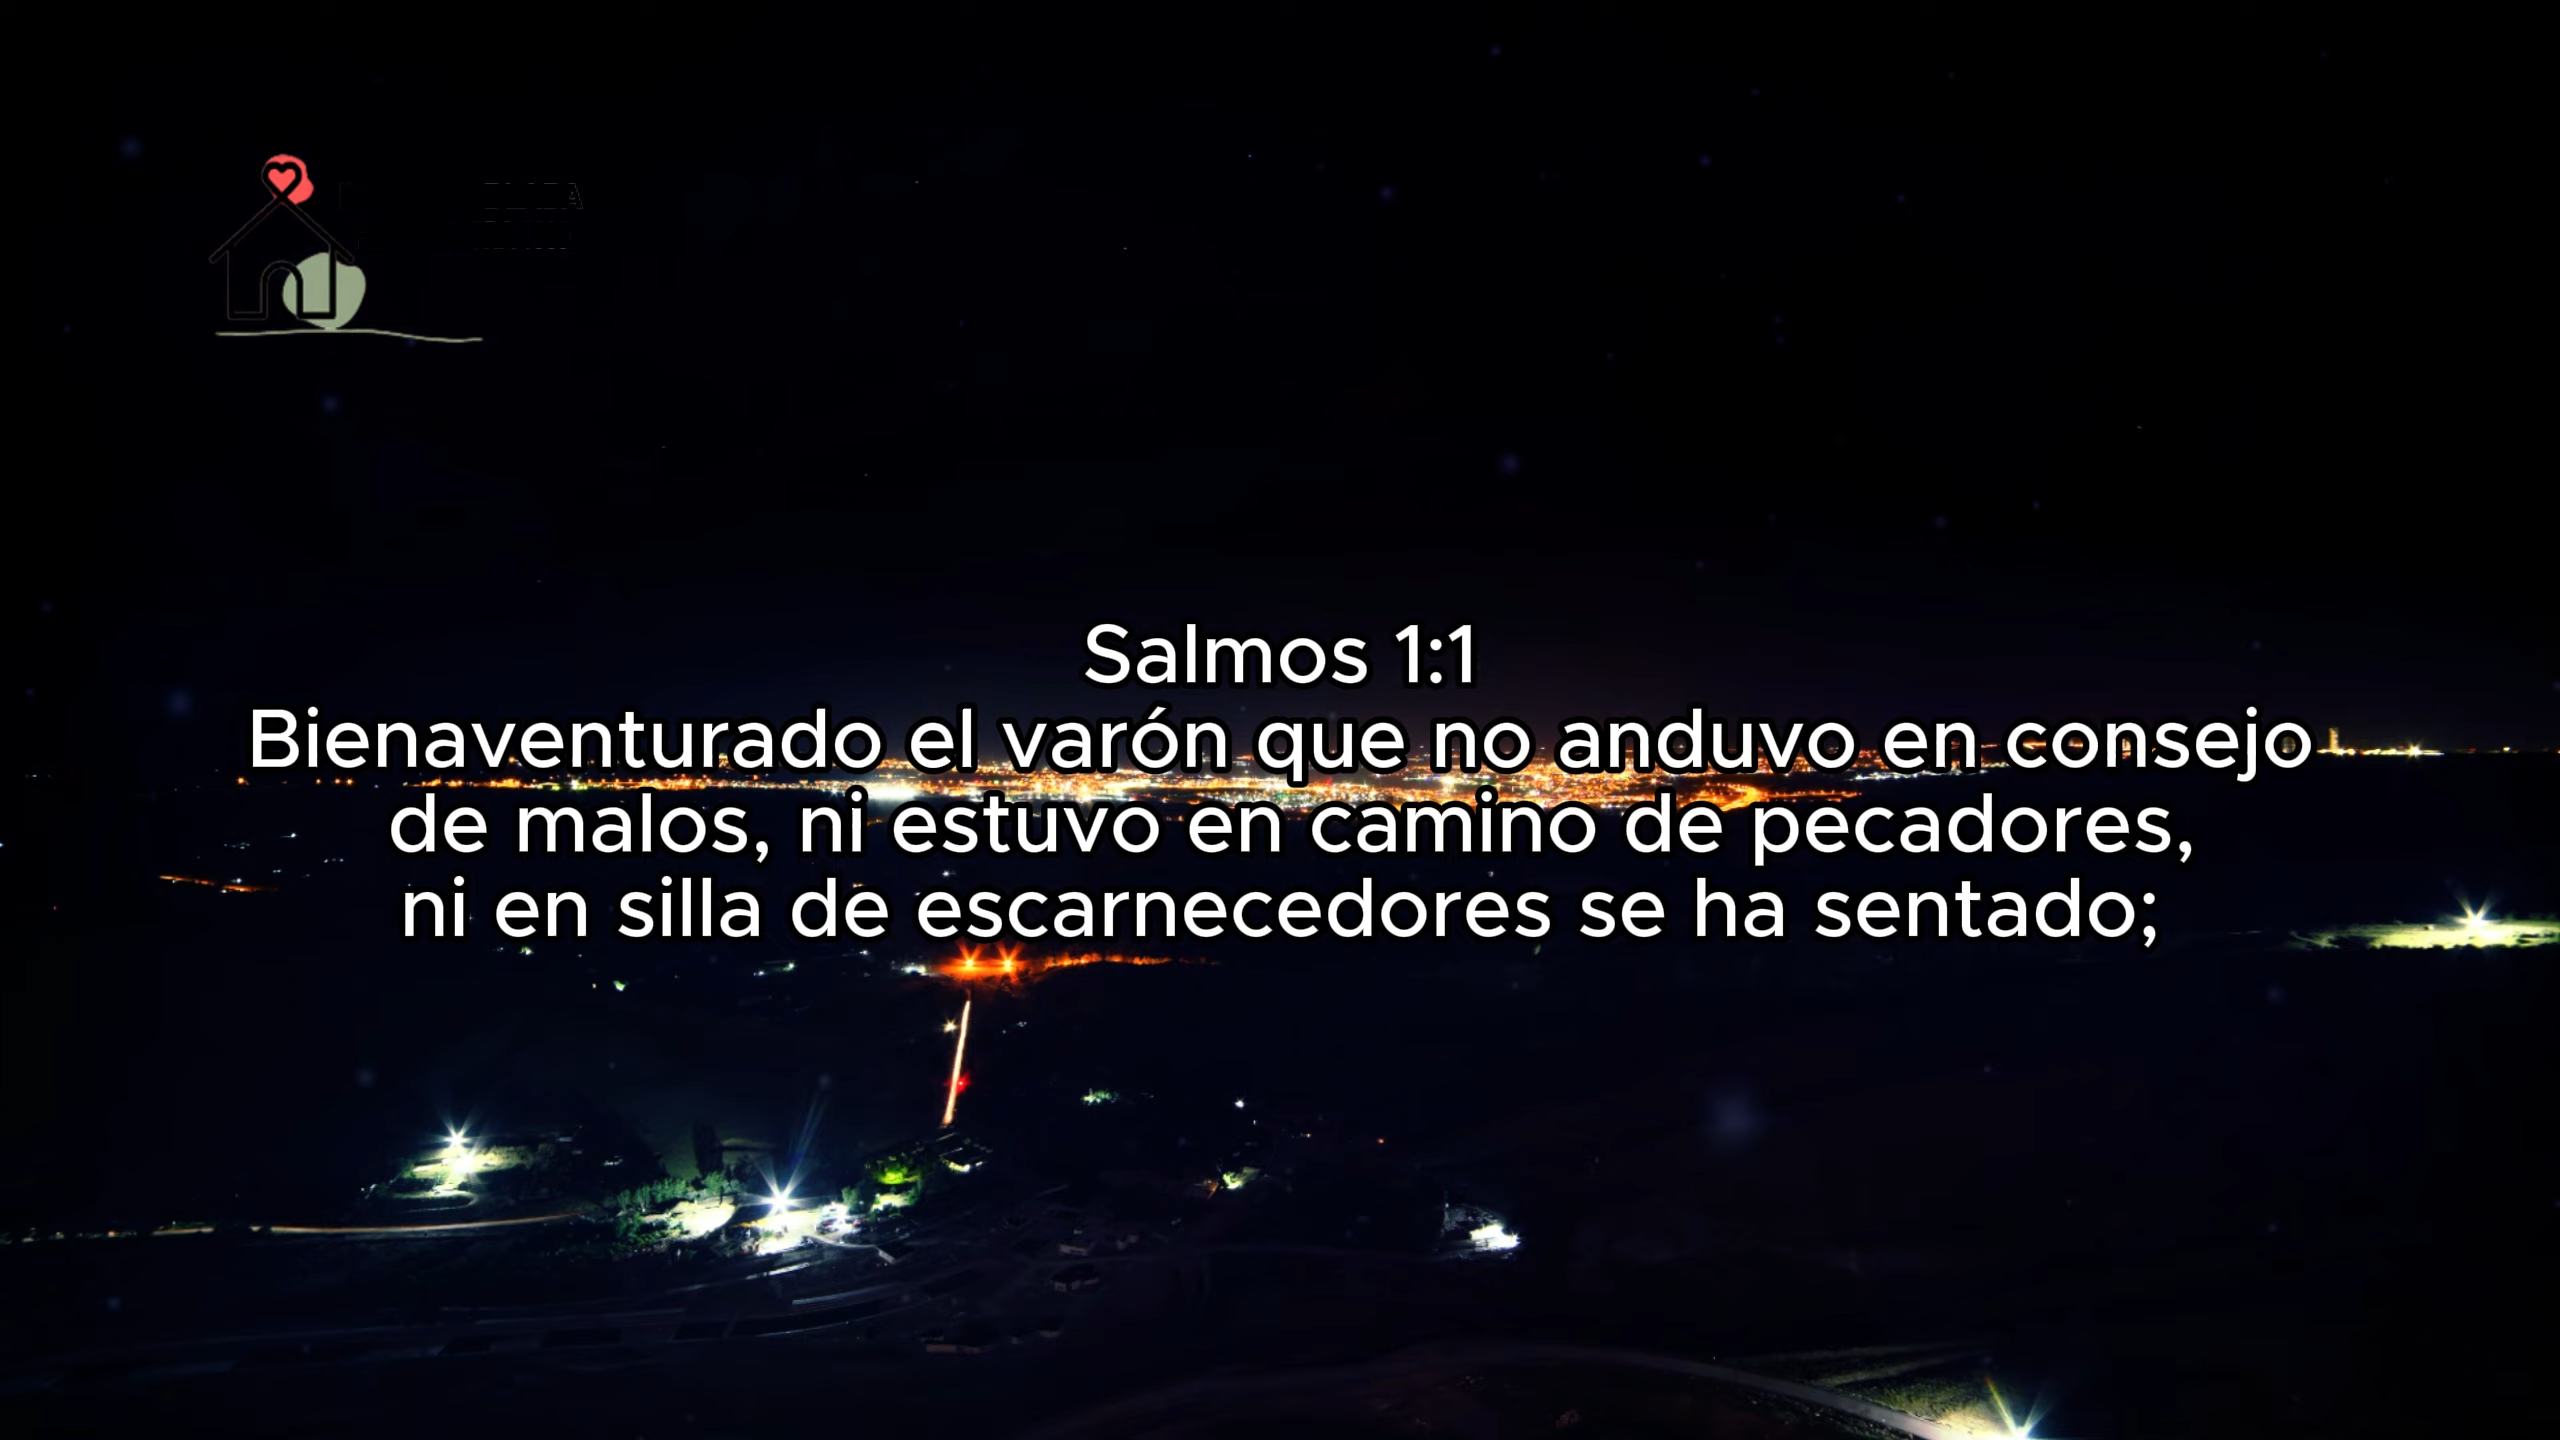 Salmos 1:1
Bienaventurado el varón que no anduvo en consejo
de malos, ni estuvo en camino de pecadores,
ni en silla de escarnecedores se ha sentado;